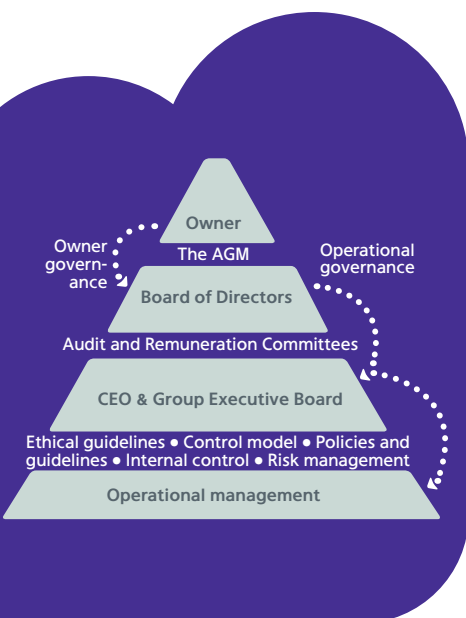 Owner
The AGM
Owner
govern-
ance
Operational
governance
Board of Directors
Audit and Remuneration Committees
CEO & Group Executive Board
Ethical guidelines ● Control model ● Policies and
guidelines ● Internal control ● Risk management
Operational management